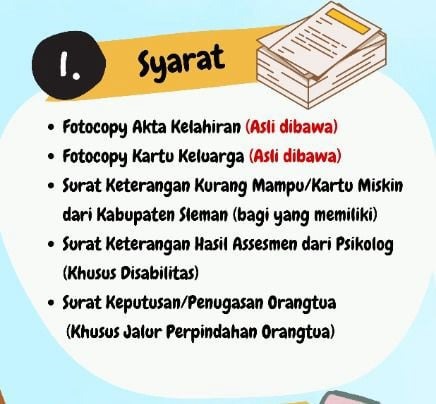 1.
Syarat
• Fotocopy Akta Kelahiran (Asli dibawa)
• Fotocopy Kartu Keluarga (Asli dibawa)
• Surat Keterangan Kurang Mampu/Kartu Miskin
dari Kabupaten Sleman (bagi yang memiliki)
• Surat Keterangan Hasil Assesmen dari Psikolog
(Khusus Disabilitas)
• Surat Keputusan/Penugasan Orangtua
(Khusus Jalur Perpindahan Orangtua)